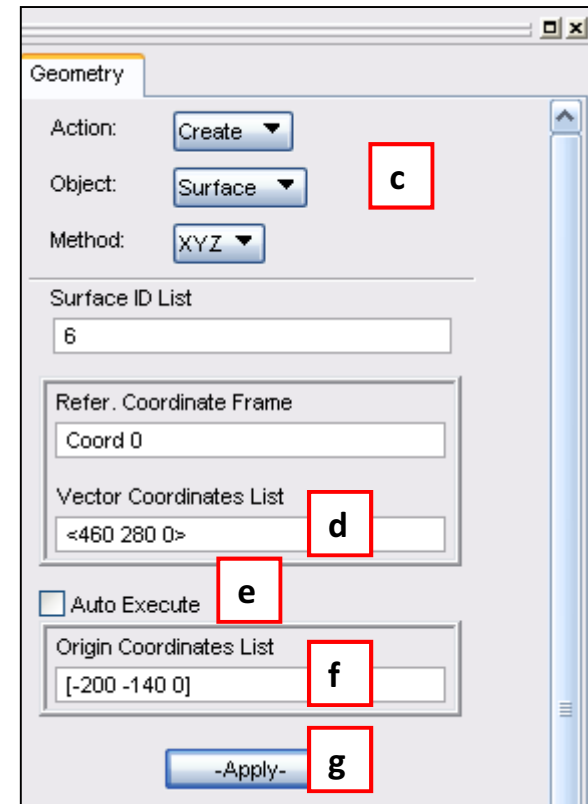 Geometry
Action: Create
Object: Surface c
Method: XYZ
Surface ID List
6
Refer. Coordinate Frame
Coord 0
Vector Coordinates List
<460 280 0> d
Auto Execute e
Origin Coordinates List
[-200 -140 0] f
-Apply- g